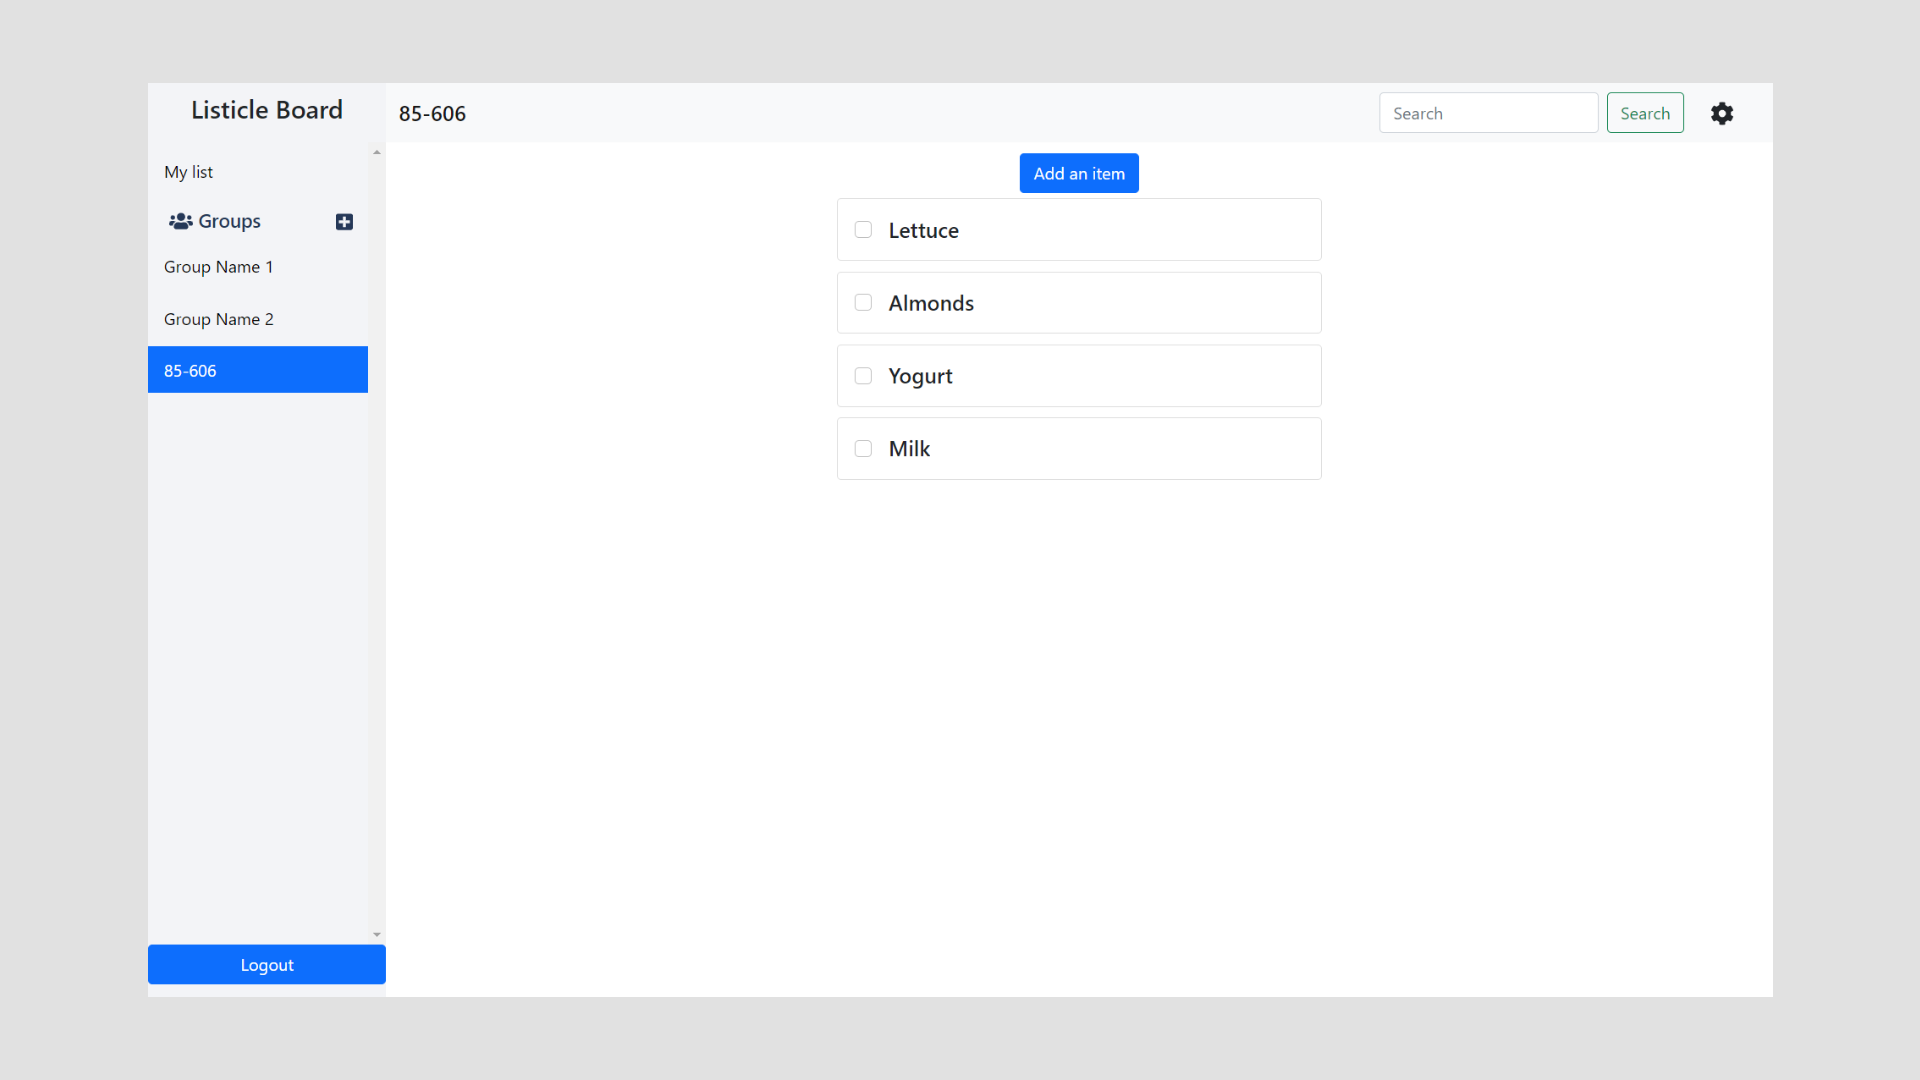 Listicle Board
My list
Groups
Group Name 1
Group Name 2
85-606
Logout
85-606
Search
Search
Add an item
Lettuce
Almonds
Yogurt
Milk